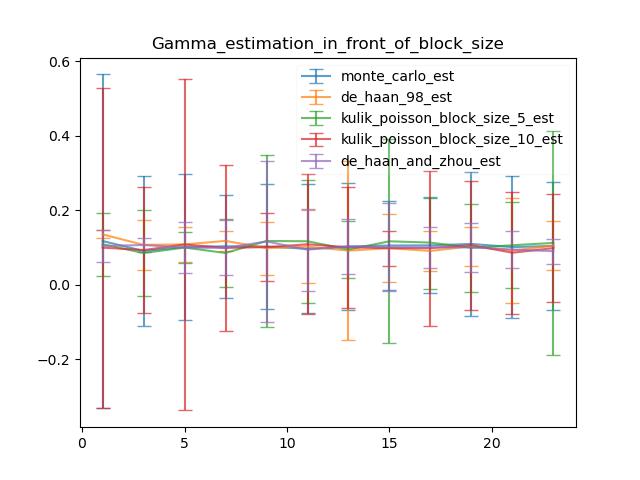 Gamma_estimation_in_front_of_block_size
0.6
0.4
0.2
0.0
−0.2
0
5
10
15
20
monte_carlo_est
de_haan_98_est
kulik_poisson_block_size_5_est
kulik_poisson_block_size_10_est
de_haan_and_zhou_est